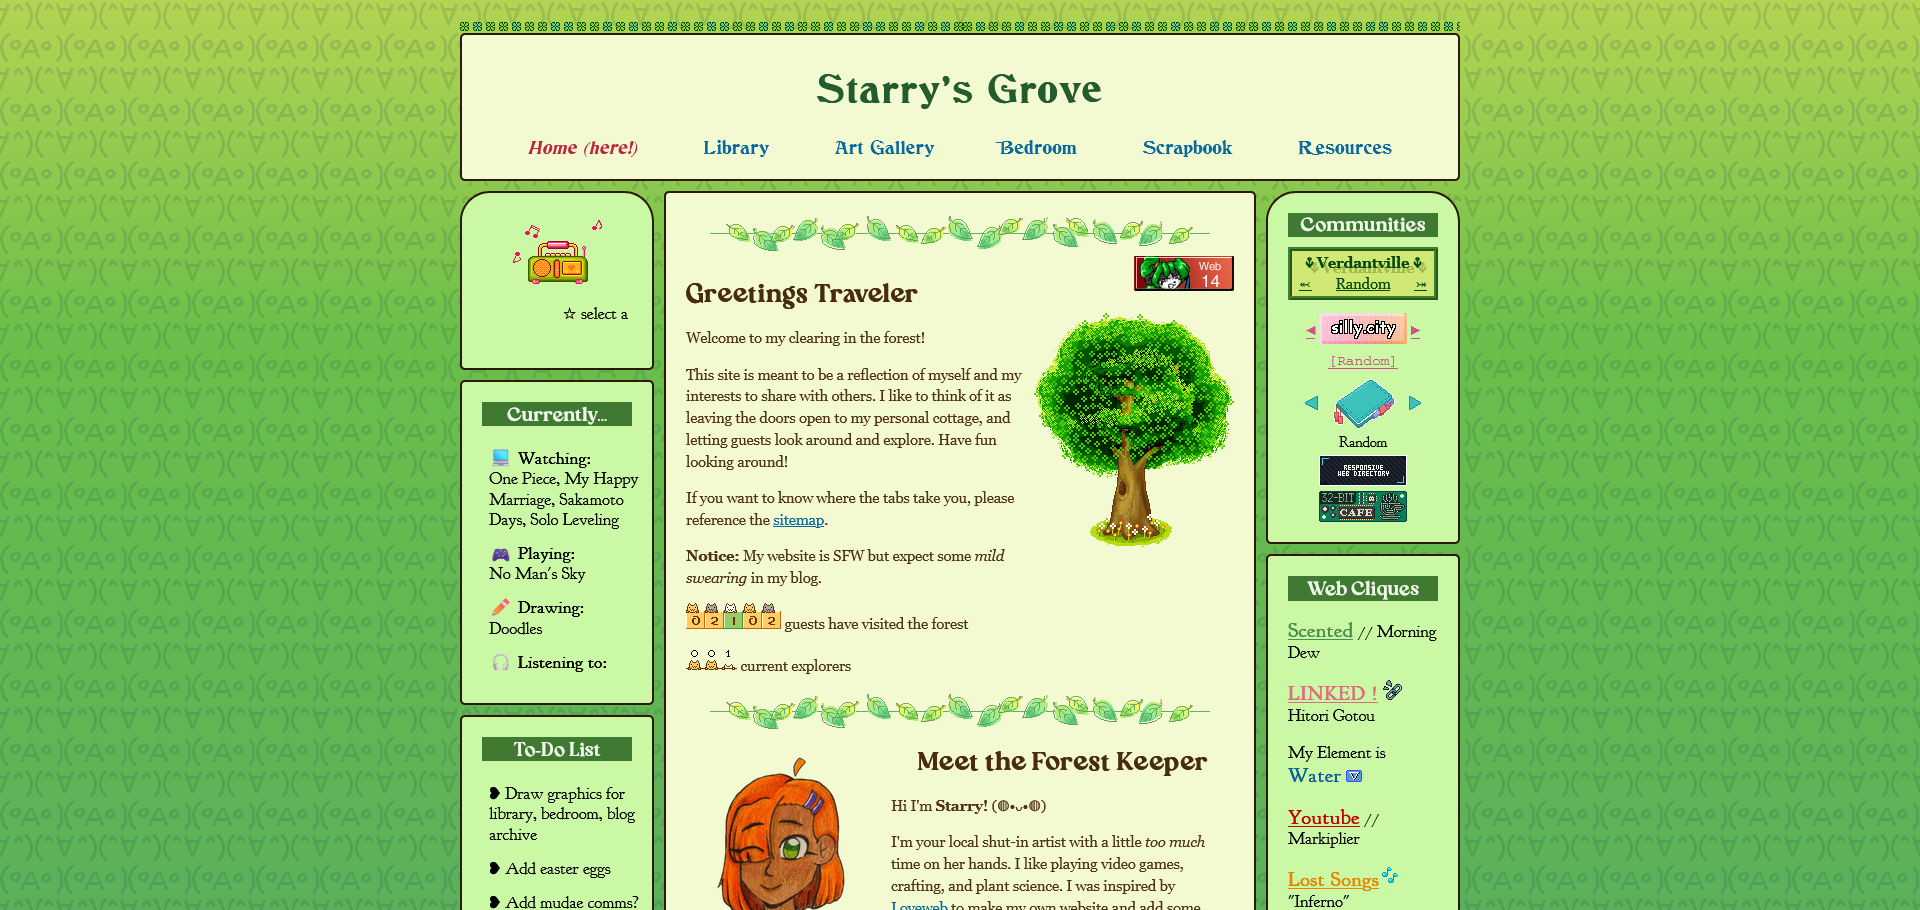 Starry's Grove
Home (here!)
Library
Art Gallery
Bedroom
Scrapbook
Resources
☆ select a
Currently...
Watching:
One Piece, My Happy
Marriage, Sakamoto
Days, Solo Leveling
Playing:
No Man's Sky
Drawing:
Doodles
Listening to:
To-Do List
❥ Draw graphics for
library, bedroom, blog
archive
❥ Add easter eggs
❥ Add mudae comms?
Web
14
Greetings Traveler
Welcome to my clearing in the forest!
This site is meant to be a reflection of myself and my
interests to share with others. I like to think of it as
leaving the doors open to my personal cottage, and
letting guests look around and explore. Have fun
looking around!
If you want to know where the tabs take you, please
reference the sitemap.
Notice: My website is SFW but expect some mild
swearing in my blog.
02102 guests have visited the forest
1 current explorers
Meet the Forest Keeper
Hi I'm Starry! (◍•ᴗ•◍)
I'm your local shut-in artist with a little too much
time on her hands. I like playing video games,
crafting, and plant science. I was inspired by
Loveweb to make my own website and add some
Communities
Verdantville
Random
silly.city
[Random]
Random
RESPONSIVE
WEB DIRECTORY
32-BIT
CAFE
Web Cliques
Scented // Morning
Dew
LINKED !
Hitori Gotou
My Element is
Water
Youtube //
Markiplier
Lost Songs
"Inferno"